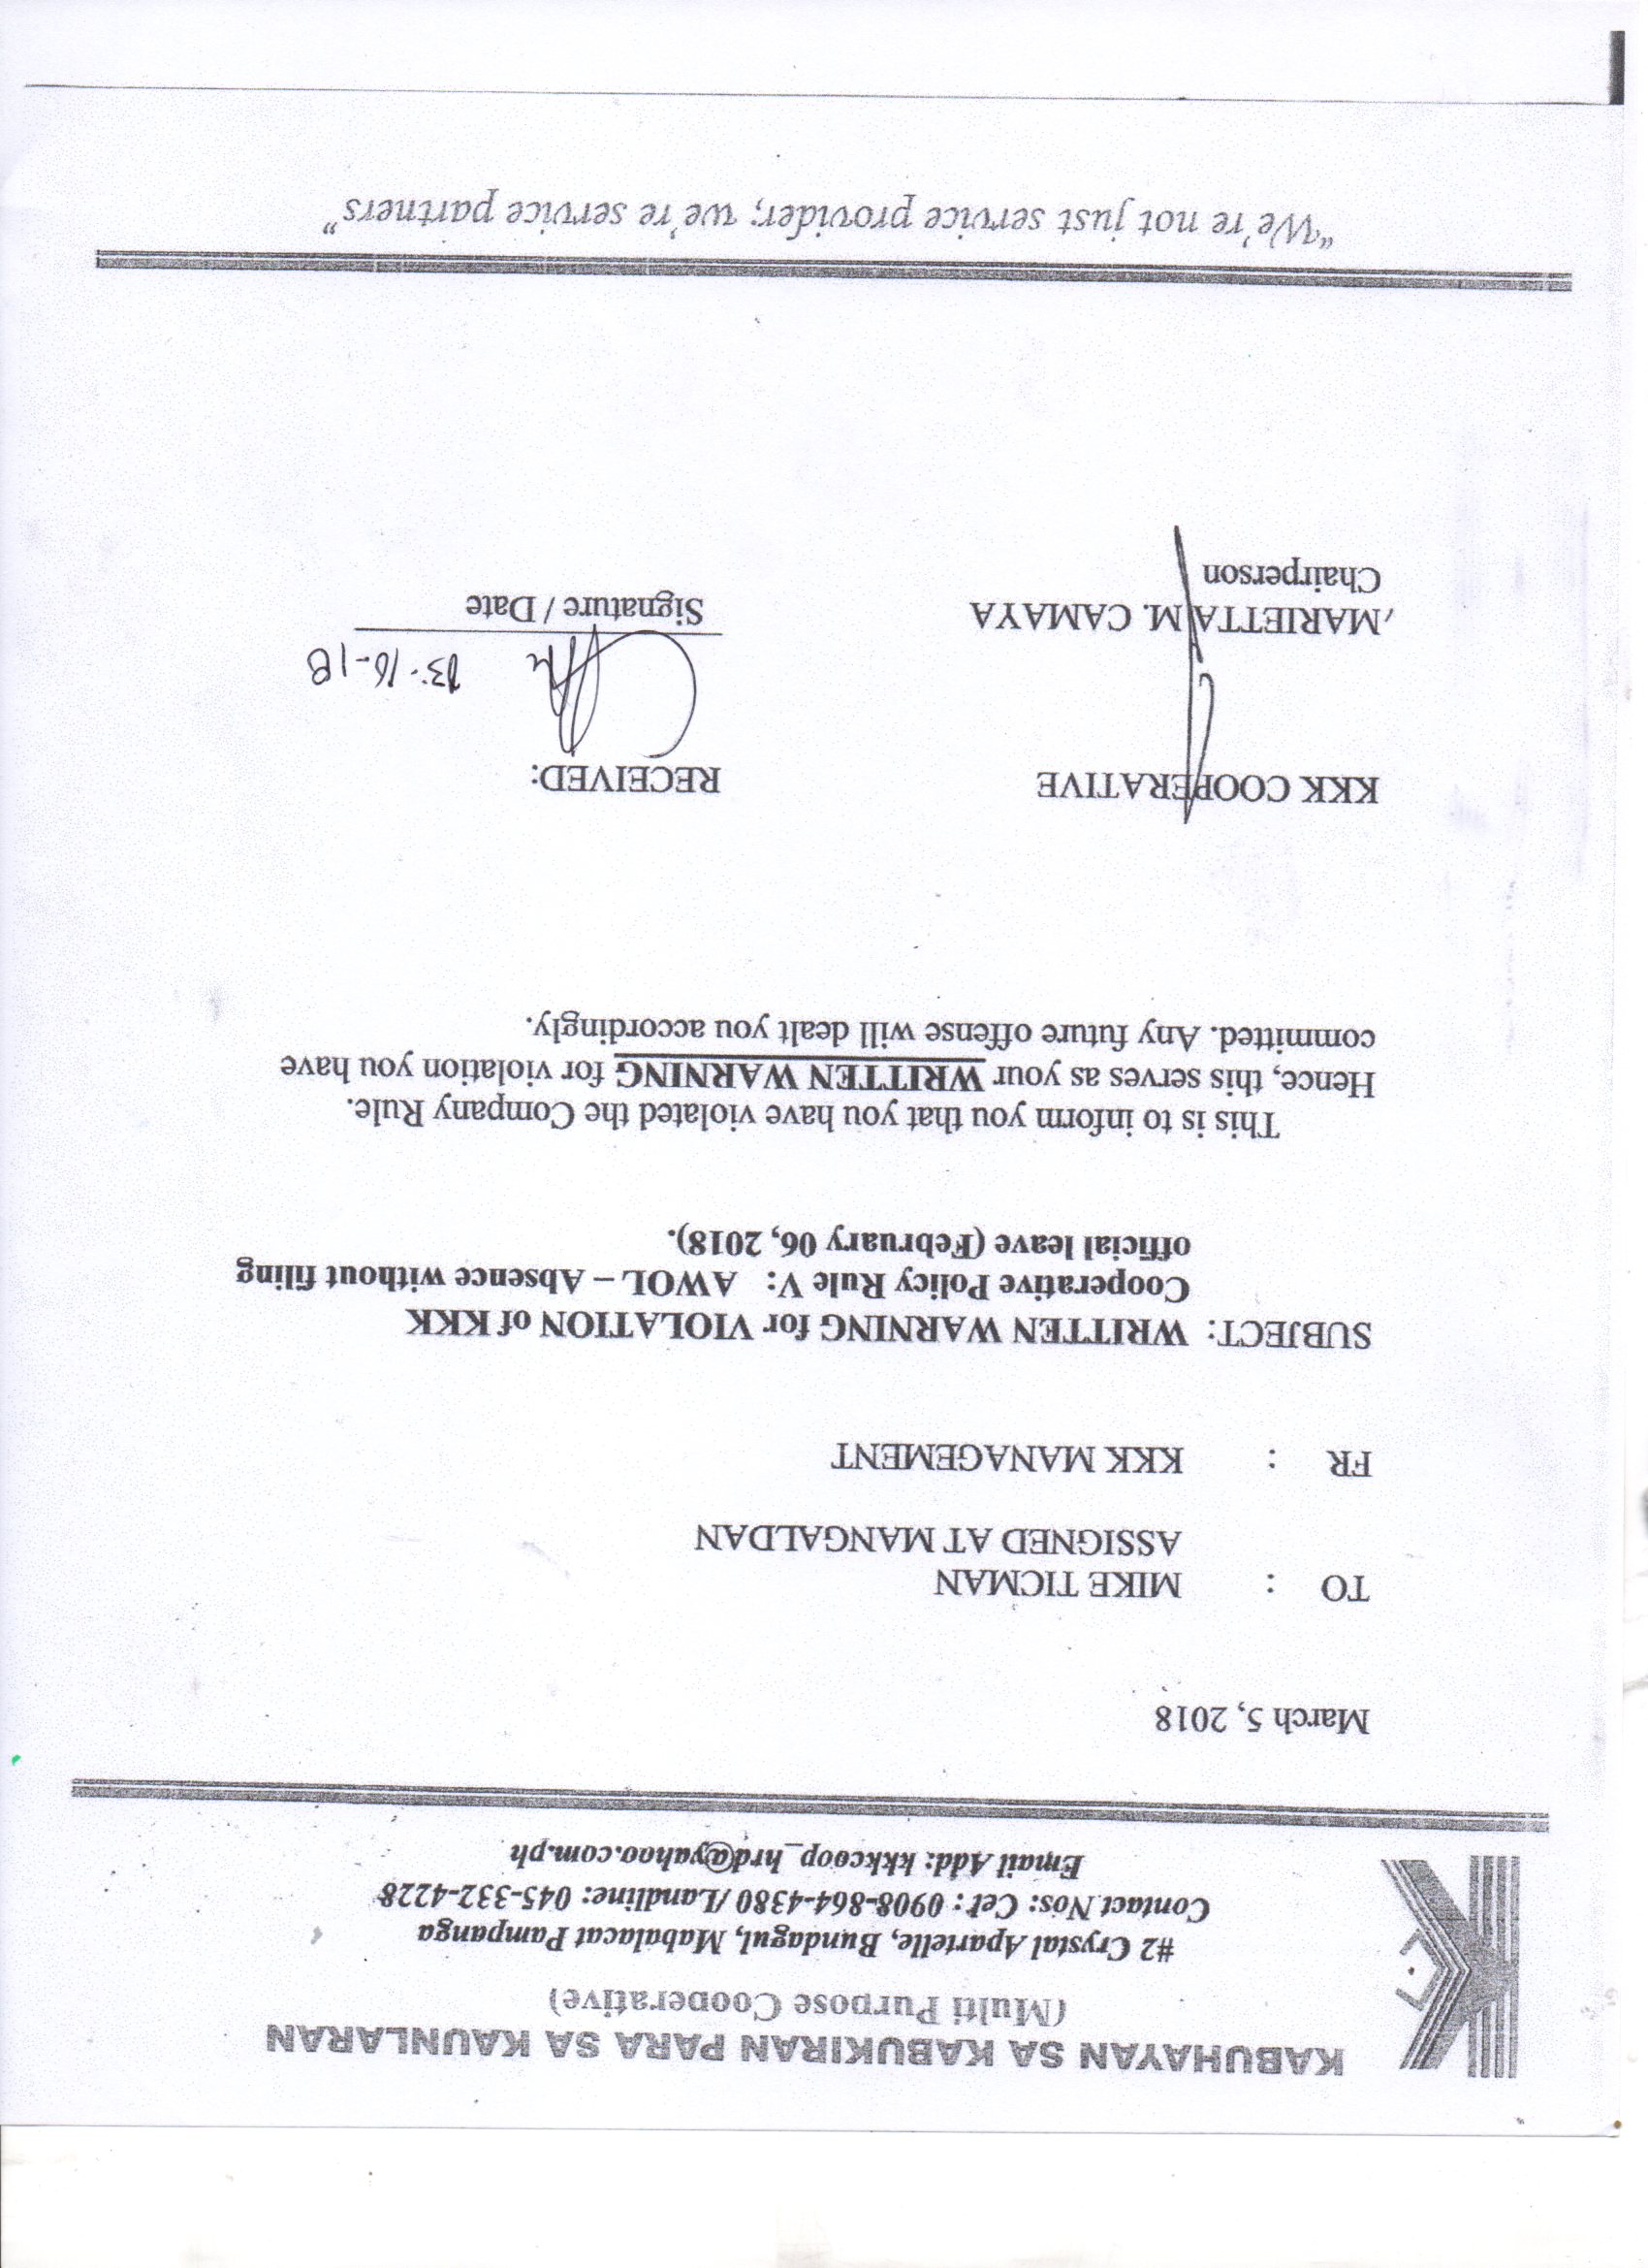 KABUHAYAN SA KABUKIRAN PARA SA KAUNLARAN
(Multi Purpose Cooperative)
#2 Crystal Apartelle, Bundagul, Mabalacat Pampanga
Contact Nos: Cel : 0908-864-4380 /Landline: 045-332-4228
Email Add: kkkcoop_hrd@yahoo.com.ph
March 5, 2018
TO : MIKE TICMAN
ASSIGNED AT MANGALDAN
FR : KKK MANAGEMENT
SUBJECT: WRITTEN WARNING for VIOLATION of KKK
Cooperative Policy Rule V: AWOL – Absence without filing
official leave (February 06, 2018).
This is to inform you that you have violated the Company Rule.
Hence, this serves as your WRITTEN WARNING for violation you have
committed. Any future offense will dealt you accordingly.
KKK COOPERATIVE RECEIVED:
03-16-18
MARIETTA M. CAMAYA Signature / Date
Chairperson
"We're not just service provider; we're service partners"